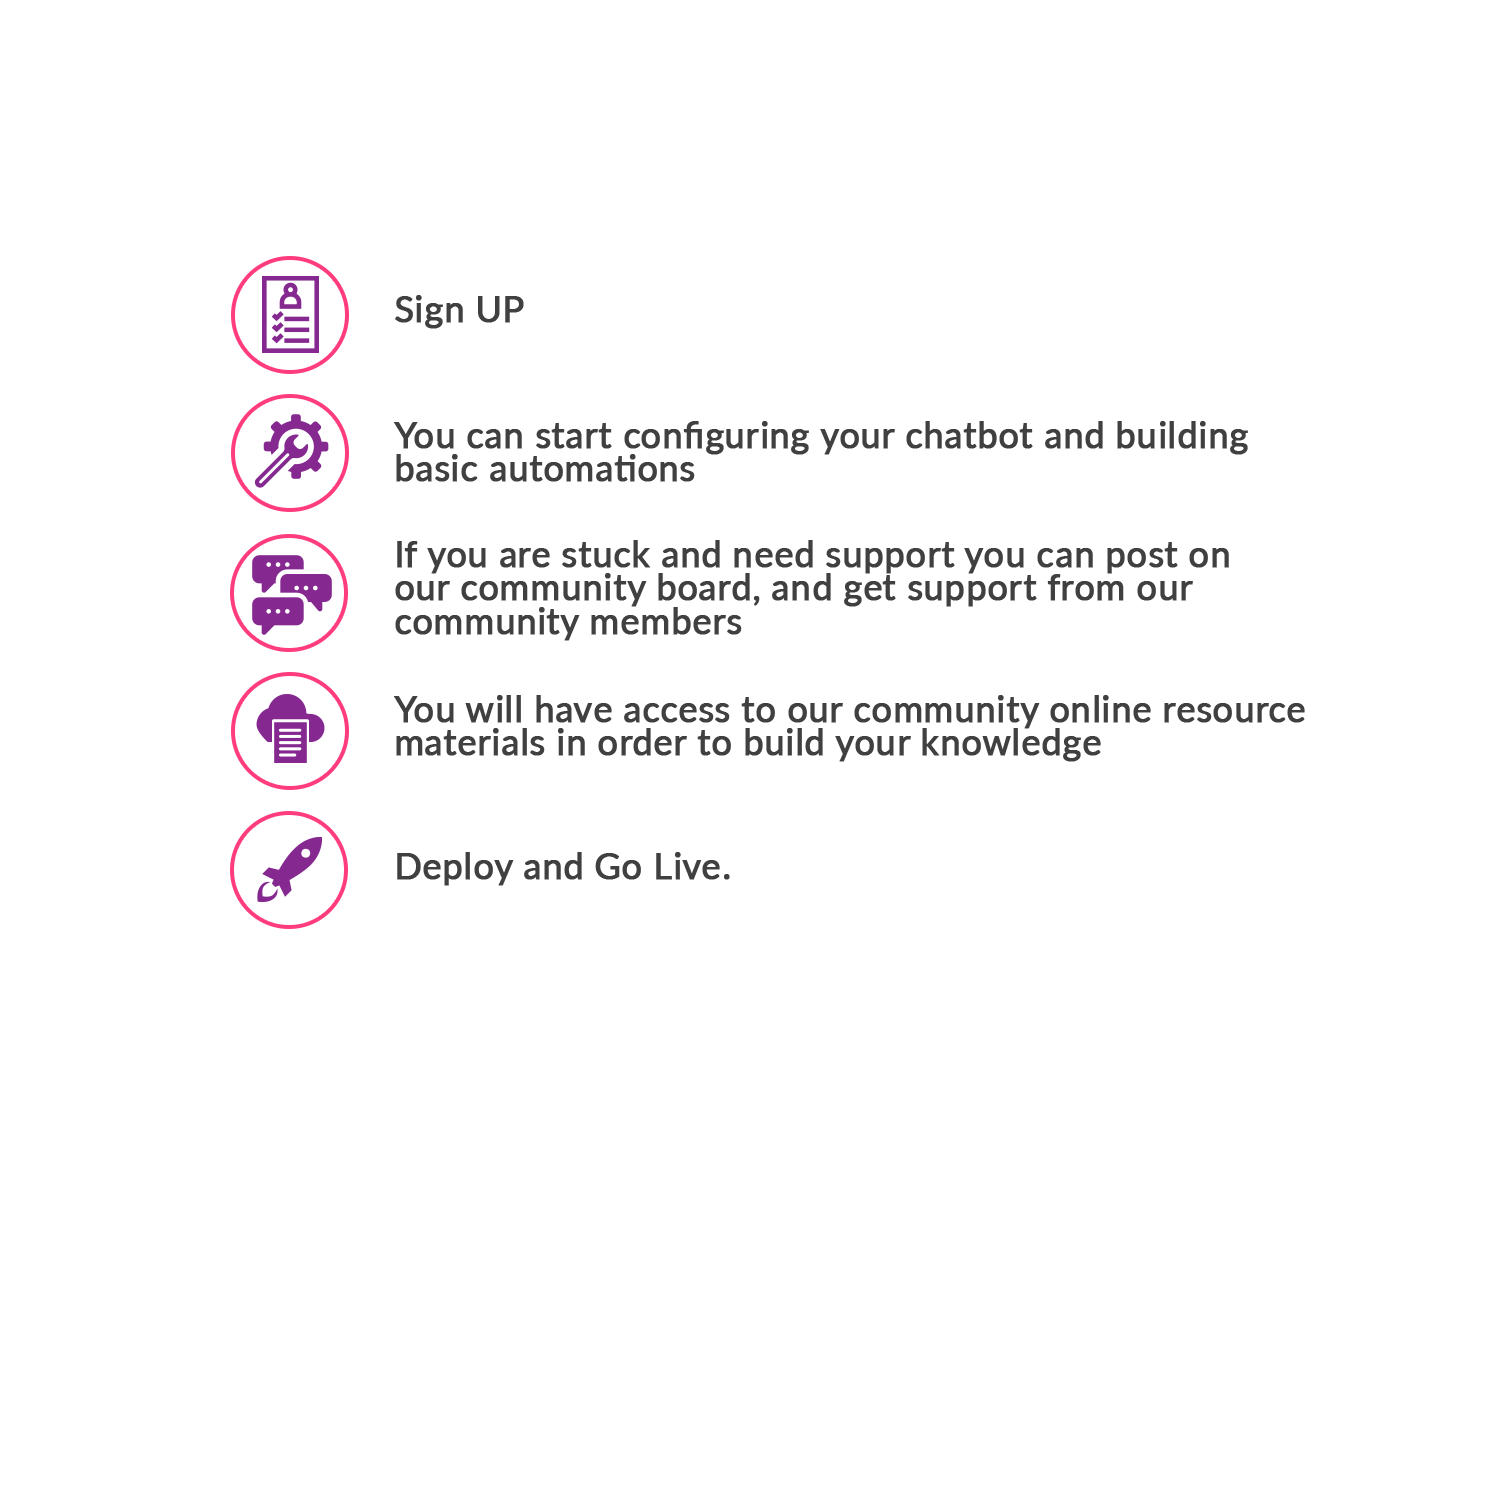 Sign UP
You can start configuring your chatbot and building
basic automations
If you are stuck and need support you can post on
our community board, and get support from our
community members
You will have access to our community online resource
materials in order to build your knowledge
Deploy and Go Live.